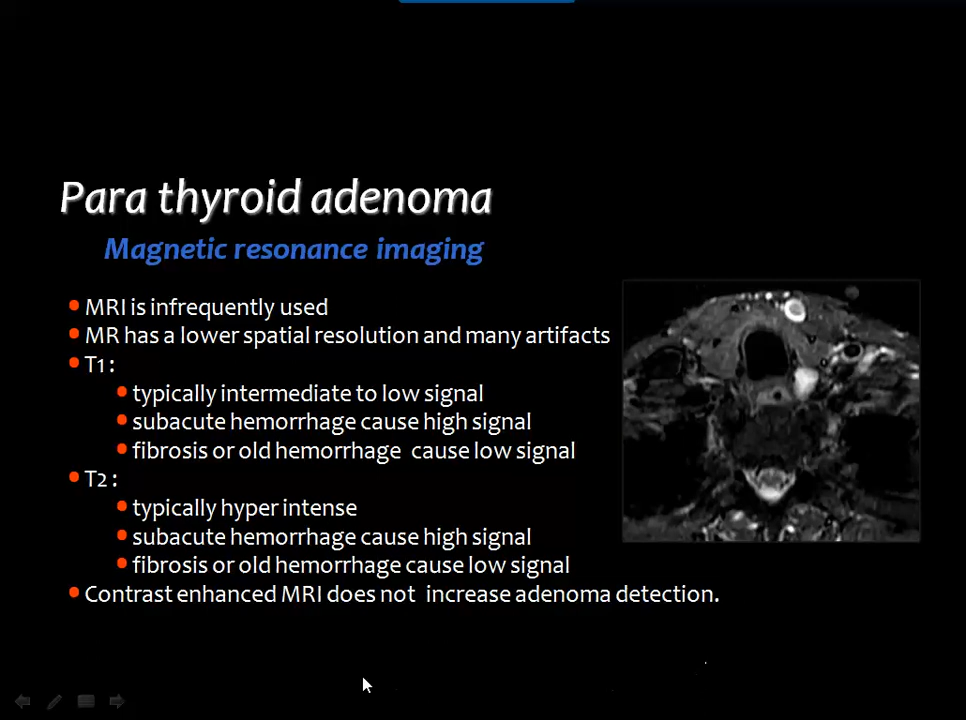 Para thyroid adenoma
Magnetic resonance imaging
MRI is infrequently used
MR has a lower spatial resolution and many artifacts
T1 :
typically intermediate to low signal
subacute hemorrhage cause high signal
fibrosis or old hemorrhage cause low signal
T2 :
typically hyper intense
subacute hemorrhage cause high signal
fibrosis or old hemorrhage cause low signal
Contrast enhanced MRI does not increase adenoma detection.